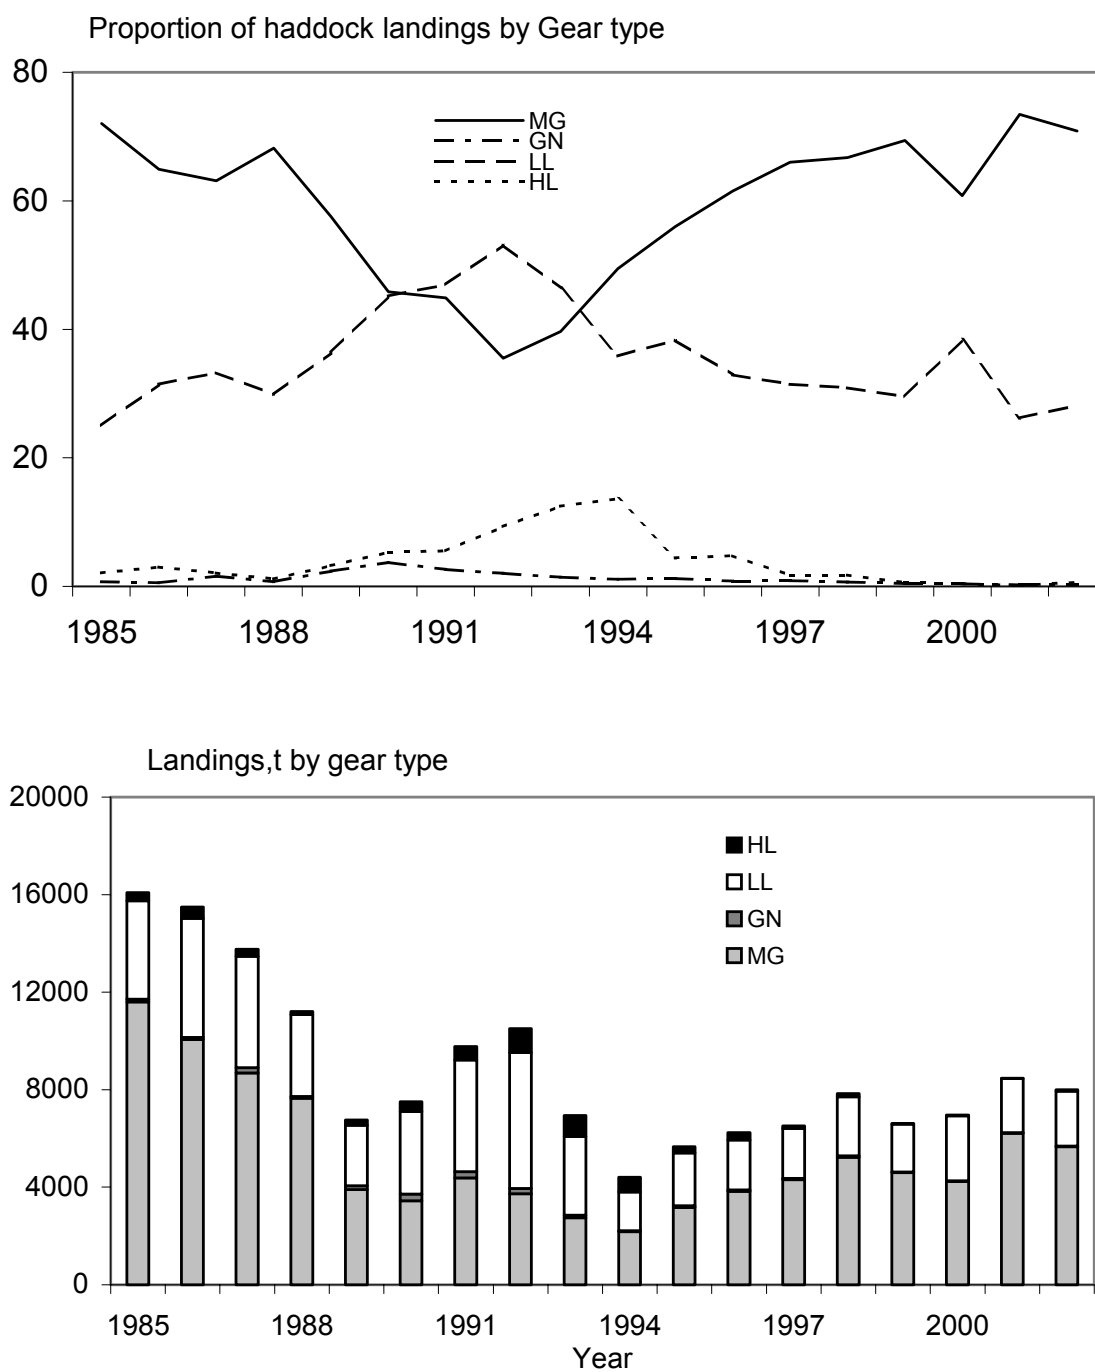 Proportion of haddock landings by Gear type
80
MG
GN
LL
HL
60
40
20
0
1985 1988 1991 1994 1997 2000
Landings,t by gear type
20000
HL
LL
GN
MG
16000
12000
8000
4000
0
1985 1988 1991 1994 1997 2000
Year